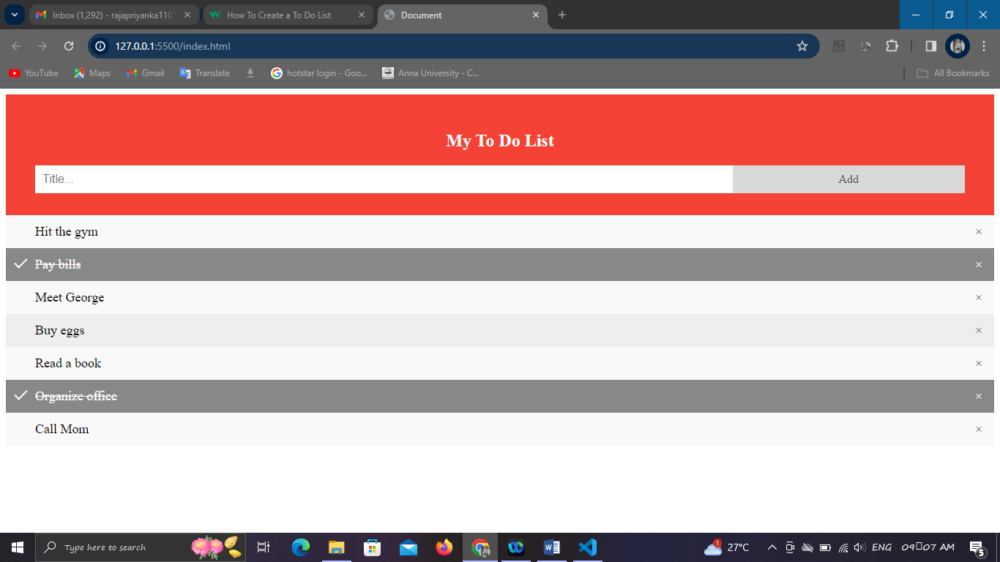 Inbox (1,292) - rajapriyanka110
How To Create a To Do List
Document
127.0.0.1:5500/index.html
YouTube Maps Gmail Translate hotstar login - Goo... Anna University - C... All Bookmarks
My To Do List
Title... Add
Hit the gym ×
Pay bills ×
Meet George ×
Buy eggs ×
Read a book ×
Organize office ×
Call Mom ×
Type here to search 1 27°C ENG 09▯07 AM 5